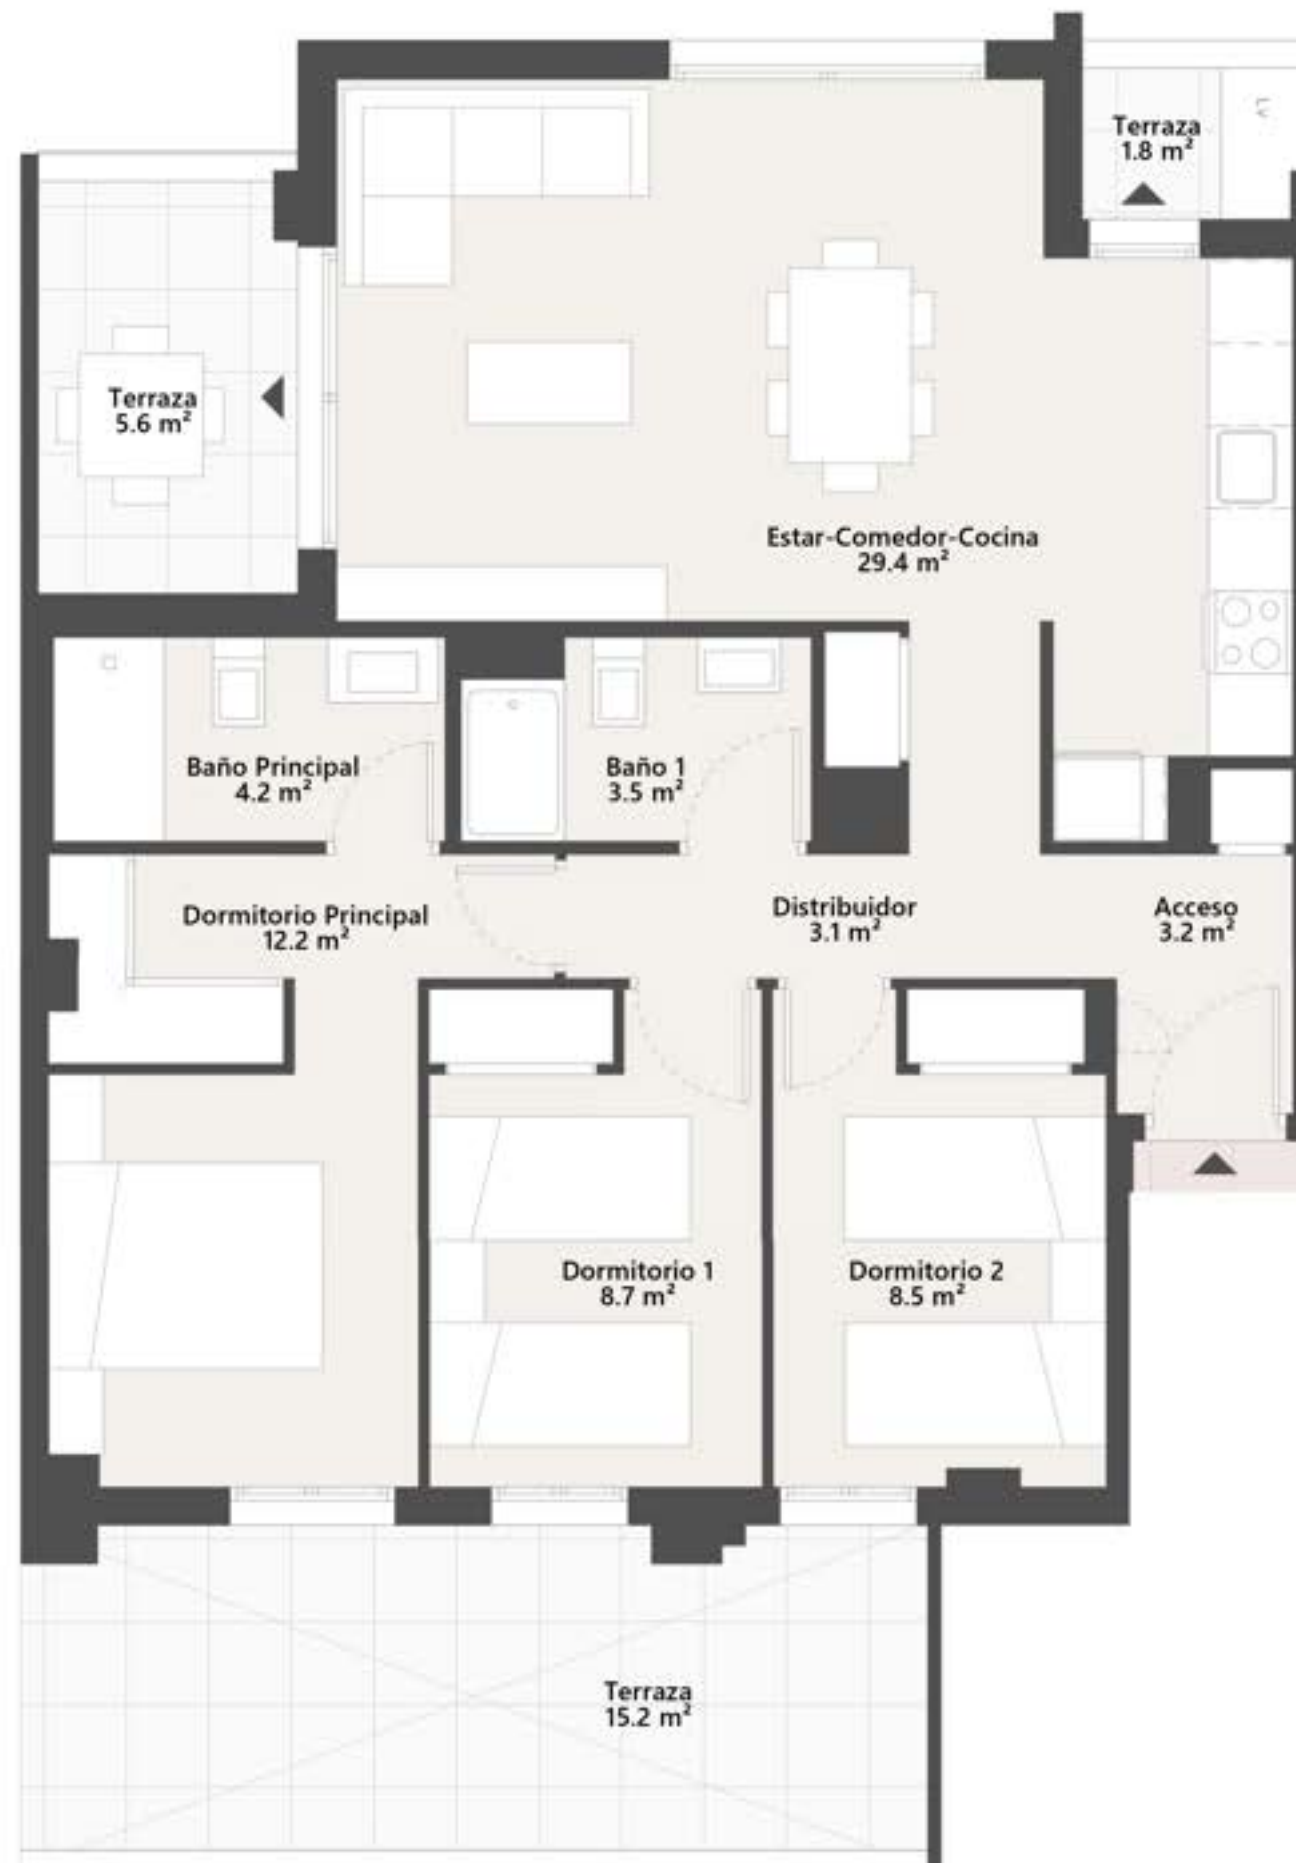 Terraza
1.8 m²
Terraza
5.6 m²
Estar-Comedor-Cocina
29.4 m²
Baño Principal
4.2 m²
Baño 1
3.5 m²
Dormitorio Principal
12.2 m²
Distribuidor
3.1 m²
Acceso
3.2 m²
Dormitorio 1
8.7 m²
Dormitorio 2
8.5 m²
Terraza
15.2 m²